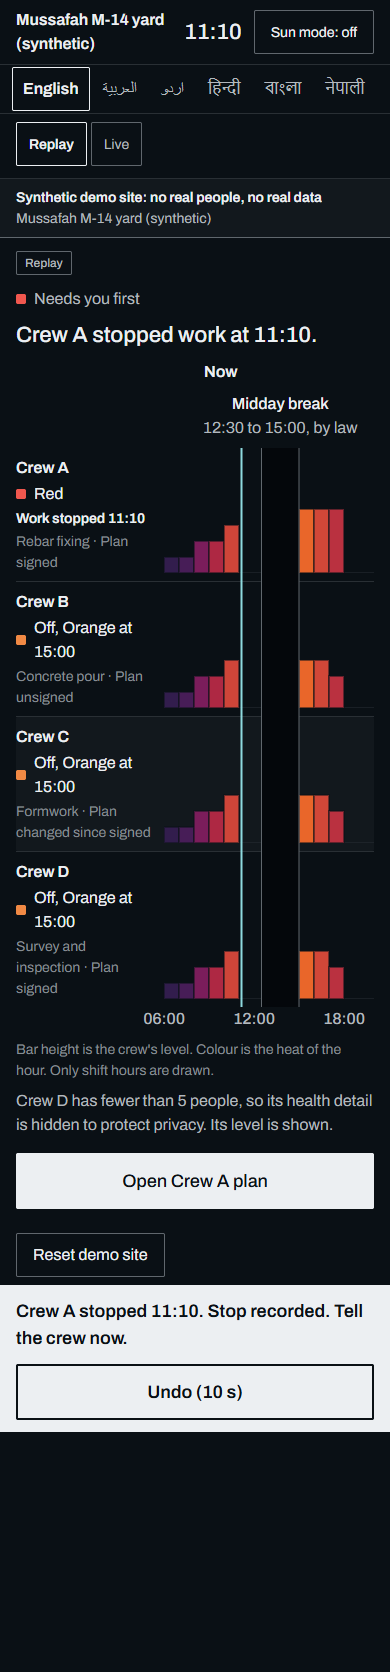 Mussafah M-14 yard
(synthetic)
11:10
Sun mode: off
English
العربية
اردو
हिन्दी
বাংলা
नेपाली
Replay
Live
Synthetic demo site: no real people, no real data
Mussafah M-14 yard (synthetic)
Replay
Needs you first
Crew A stopped work at 11:10.
Now
Midday break
12:30 to 15:00, by law
Crew A
Red
Work stopped 11:10
Rebar fixing · Plan
signed
Crew B
Off, Orange at
15:00
Concrete pour · Plan
unsigned
Crew C
Off, Orange at
15:00
Formwork · Plan
changed since signed
Crew D
Off, Orange at
15:00
Survey and
inspection · Plan
signed
06:00
12:00
18:00
Bar height is the crew's level. Colour is the heat of the
hour. Only shift hours are drawn.
Crew D has fewer than 5 people, so its health detail
is hidden to protect privacy. Its level is shown.
Open Crew A plan
Reset demo site
Crew A stopped 11:10. Stop recorded. Tell
the crew now.
Undo (10 s)